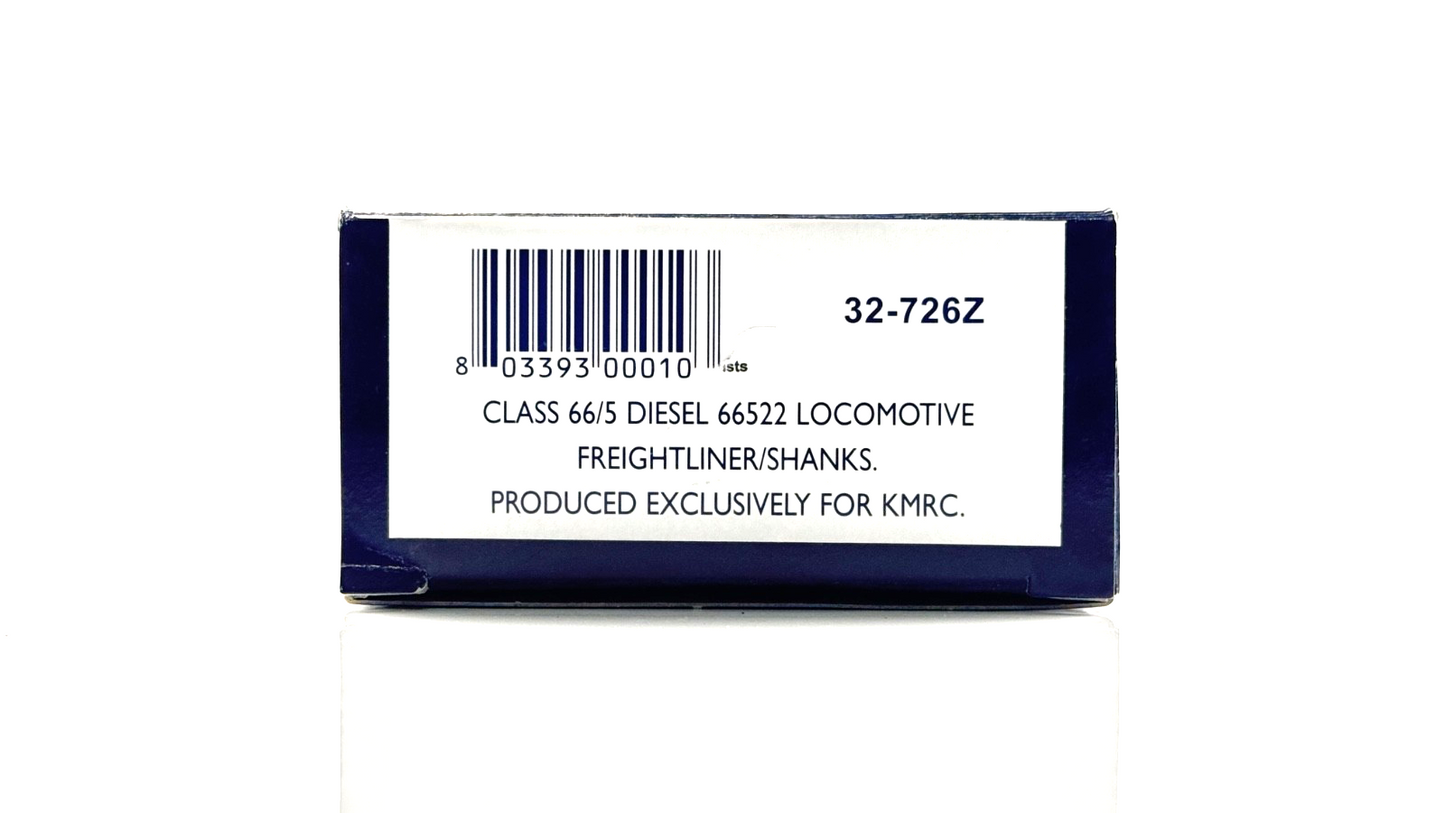 32-726Z
8 03393 00010
CLASS 66/5 DIESEL 66522 LOCOMOTIVE
FREIGHTLINER/SHANKS.
PRODUCED EXCLUSIVELY FOR KMRC.